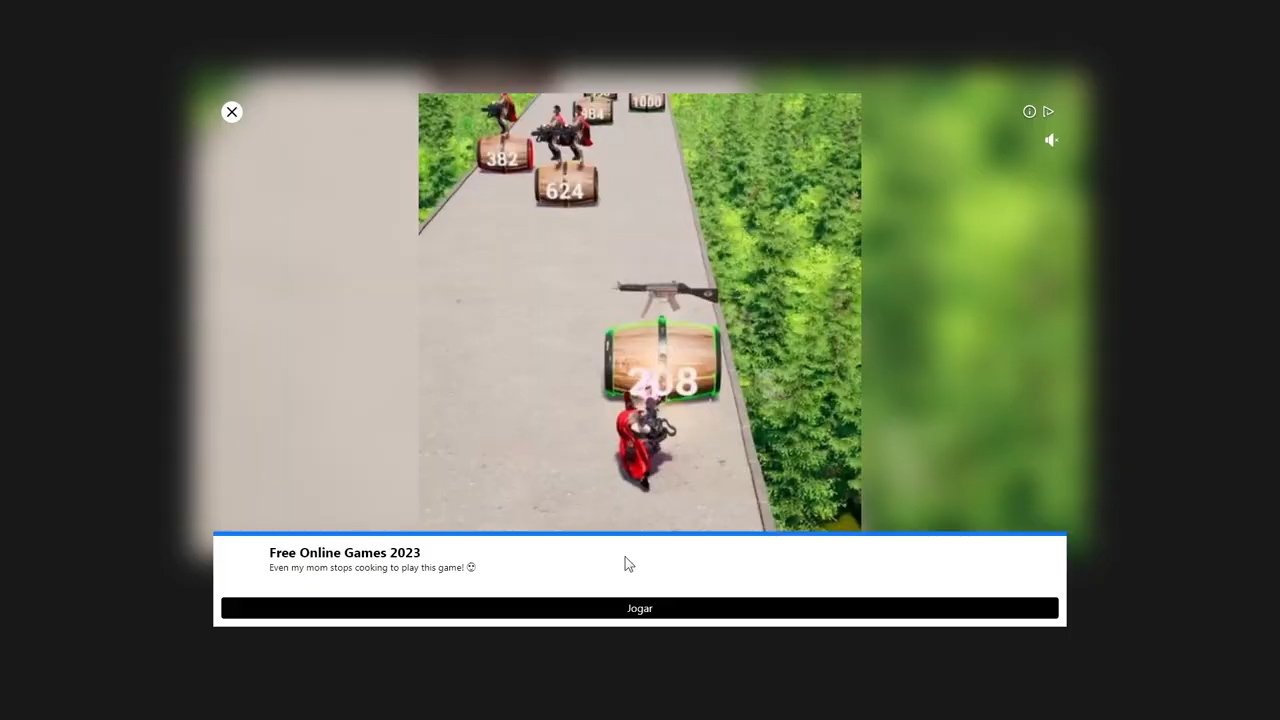 1000
382
624
208
Free Online Games 2023
Even my mom stops cooking to play this game! 🙄
Jogar